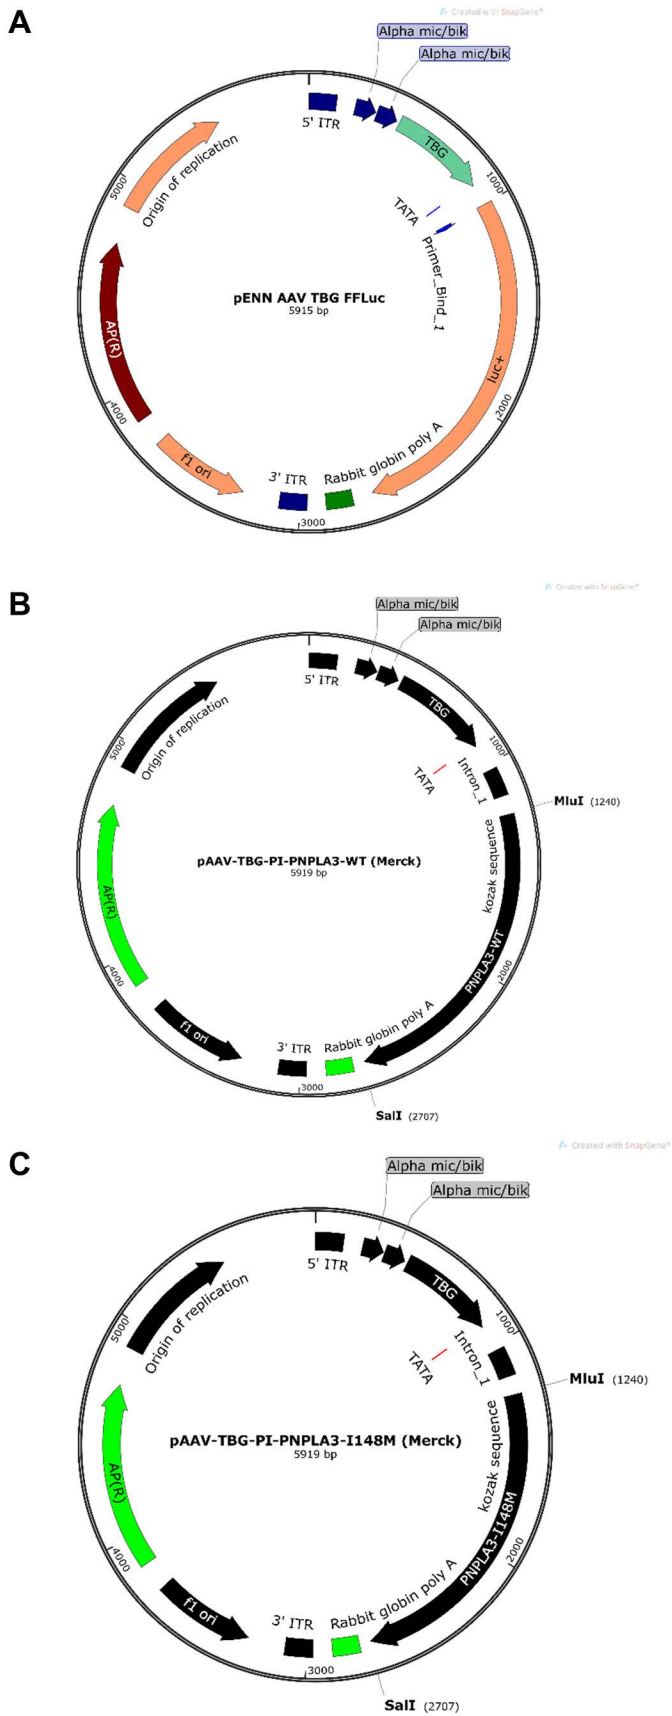 A
Created with SnapGene®
Alpha mic/bik
Alpha mic/bik
5' ITR
TBG
1000
TATA
Primer_Bind_1
luc+
2000
Rabbit globin poly A
3' ITR
3000
f1 ori
4000
AP(R)
5000
Origin of replication
pENN AAV TBG FFLuc
5915 bp
B
Created with SnapGene®
Alpha mic/bik
Alpha mic/bik
5' ITR
TBG
1000
TATA
Intron_1
MluI (1240)
kozak sequence
PNPLA3-WT
2000
Rabbit globin poly A
SalI (2707)
3' ITR
3000
f1 ori
4000
AP(R)
5000
Origin of replication
pAAV-TBG-PI-PNPLA3-WT (Merck)
5919 bp
C
Created with SnapGene®
Alpha mic/bik
Alpha mic/bik
5' ITR
TBG
1000
TATA
Intron_1
MluI (1240)
kozak sequence
PNPLA3-I148M
2000
Rabbit globin poly A
SalI (2707)
3' ITR
3000
f1 ori
4000
AP(R)
5000
Origin of replication
pAAV-TBG-PI-PNPLA3-I148M (Merck)
5919 bp